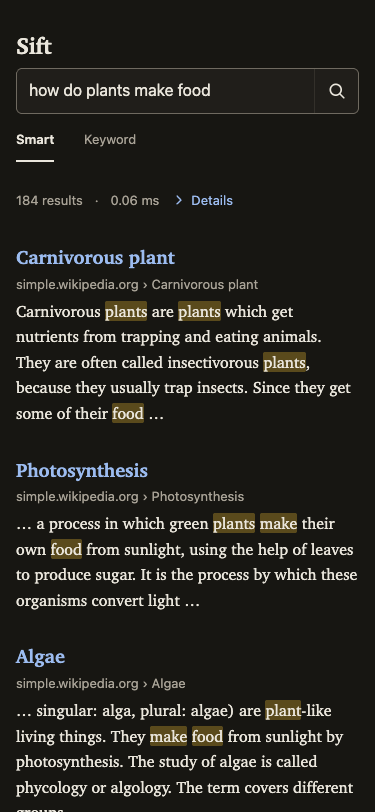 Sift
how do plants make food
Smart Keyword
184 results · 0.06 ms > Details
Carnivorous plant
simple.wikipedia.org › Carnivorous plant
Carnivorous plants are plants which get
nutrients from trapping and eating animals.
They are often called insectivorous plants,
because they usually trap insects. Since they get
some of their food ...
Photosynthesis
simple.wikipedia.org › Photosynthesis
... a process in which green plants make their
own food from sunlight, using the help of leaves
to produce sugar. It is the process by which these
organisms convert light ...
Algae
simple.wikipedia.org › Algae
... singular: alga, plural: algae) are plant-like
living things. They make food from sunlight by
photosynthesis. The study of algae is called
phycology or algology. The term covers different
groups